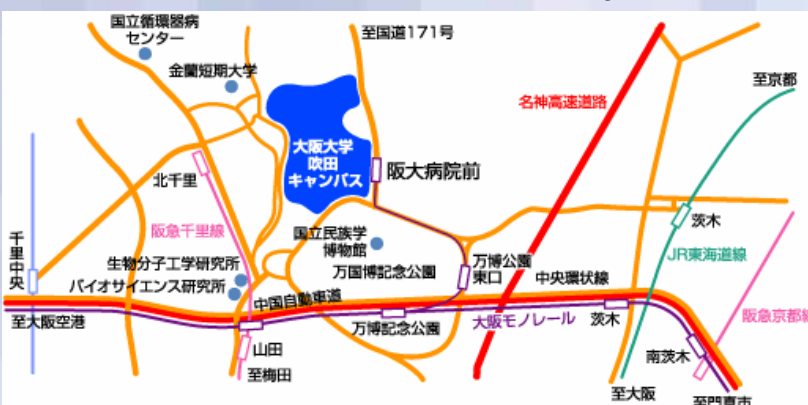 国立循環器病
センター
至国道171号
金蘭短期大学
至京都
名神高速道路
大阪大学
吹田
キャンパス
阪大病院前
北千里
茨木
阪急千里線
千里中央
国立民族学
博物館
JR東海道線
生物分子工学研究所
万国博記念公園
万博公園
東口
中央環状線
バイオサイエンス研究所
中国自動車道
至大阪空港
万博記念公園
大阪モノレール
茨木
阪急京都線
山田
南茨木
至梅田
至大阪
至門真市